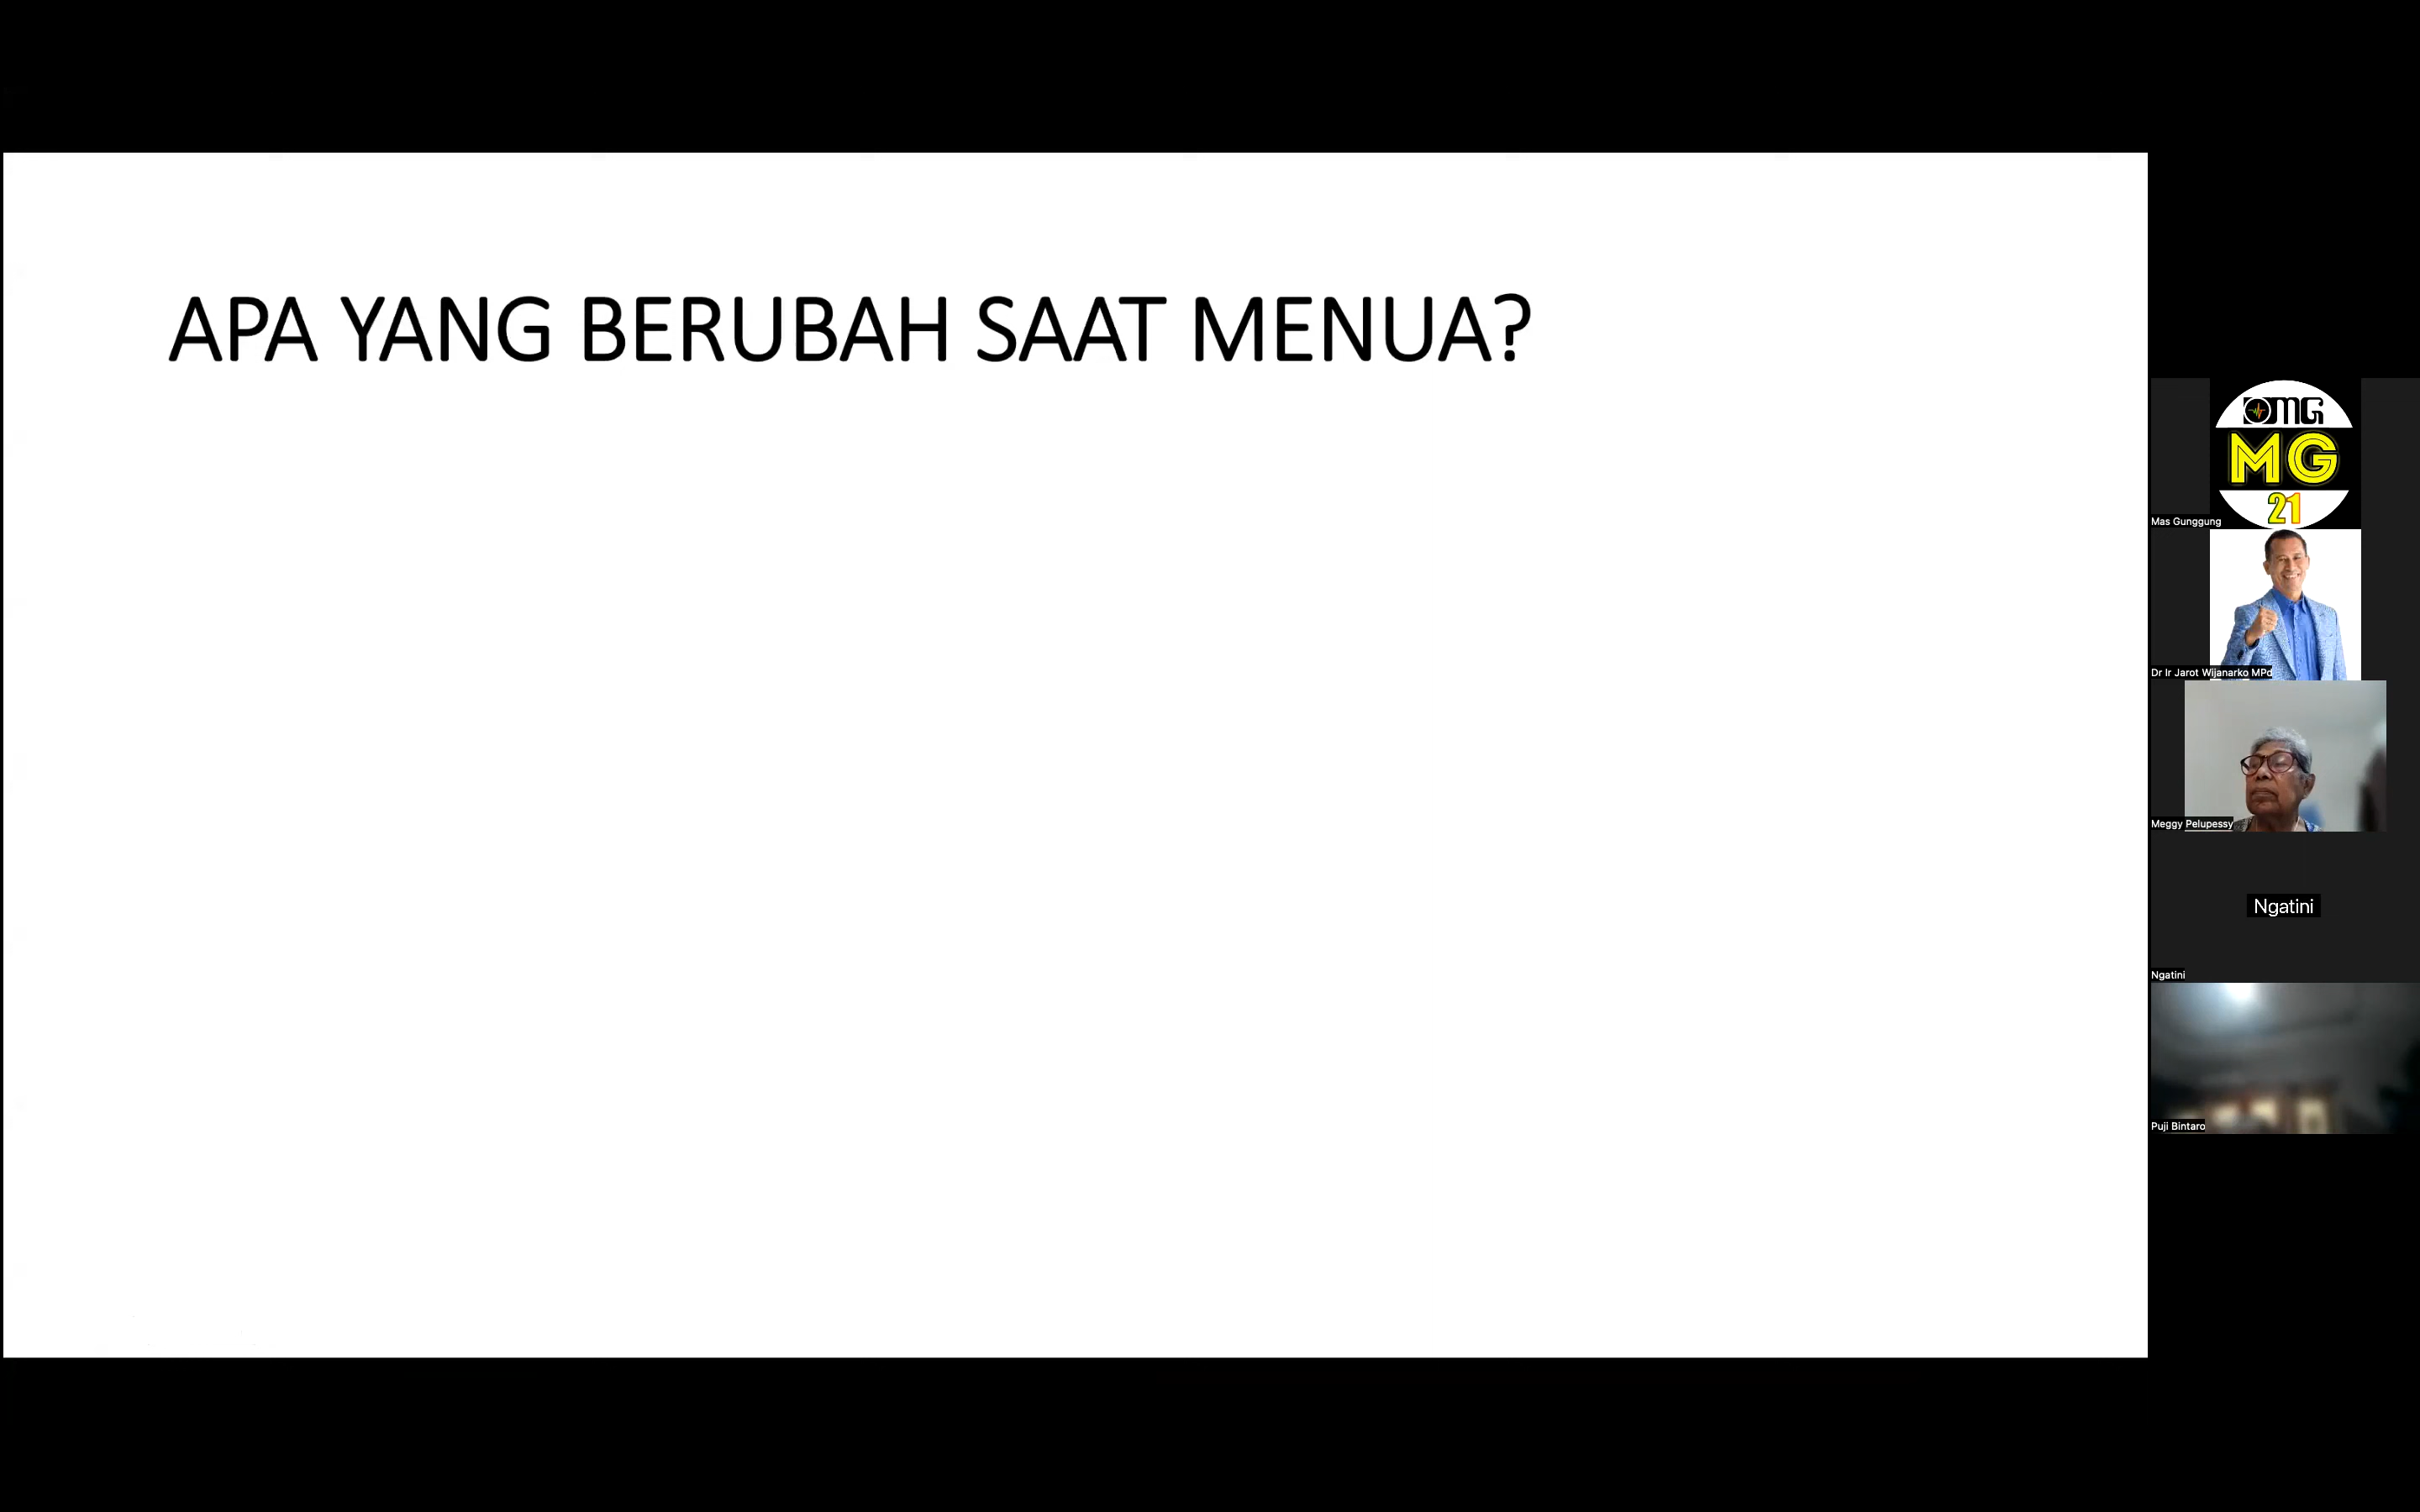 APA YANG BERUBAH SAAT MENUA?
OMG
MG
21
Mas Gunggung
Dr Ir Jarot Wijanarko MPd
Meggy Pelupessy
Ngatini
Ngatini
Puji Bintaro